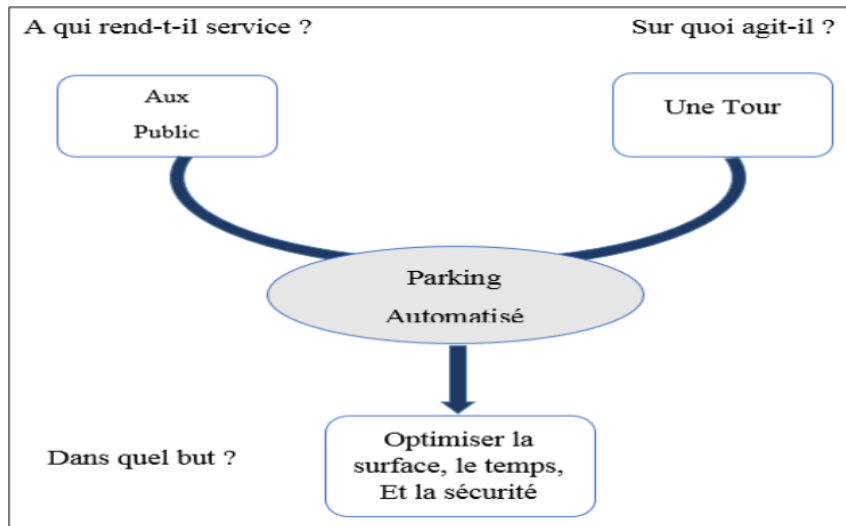 A qui rend-t-il service ?
Sur quoi agit-il ?
Aux
Public
Une Tour
Parking
Automatisé
Dans quel but ?
Optimiser la
surface, le temps,
Et la sécurité